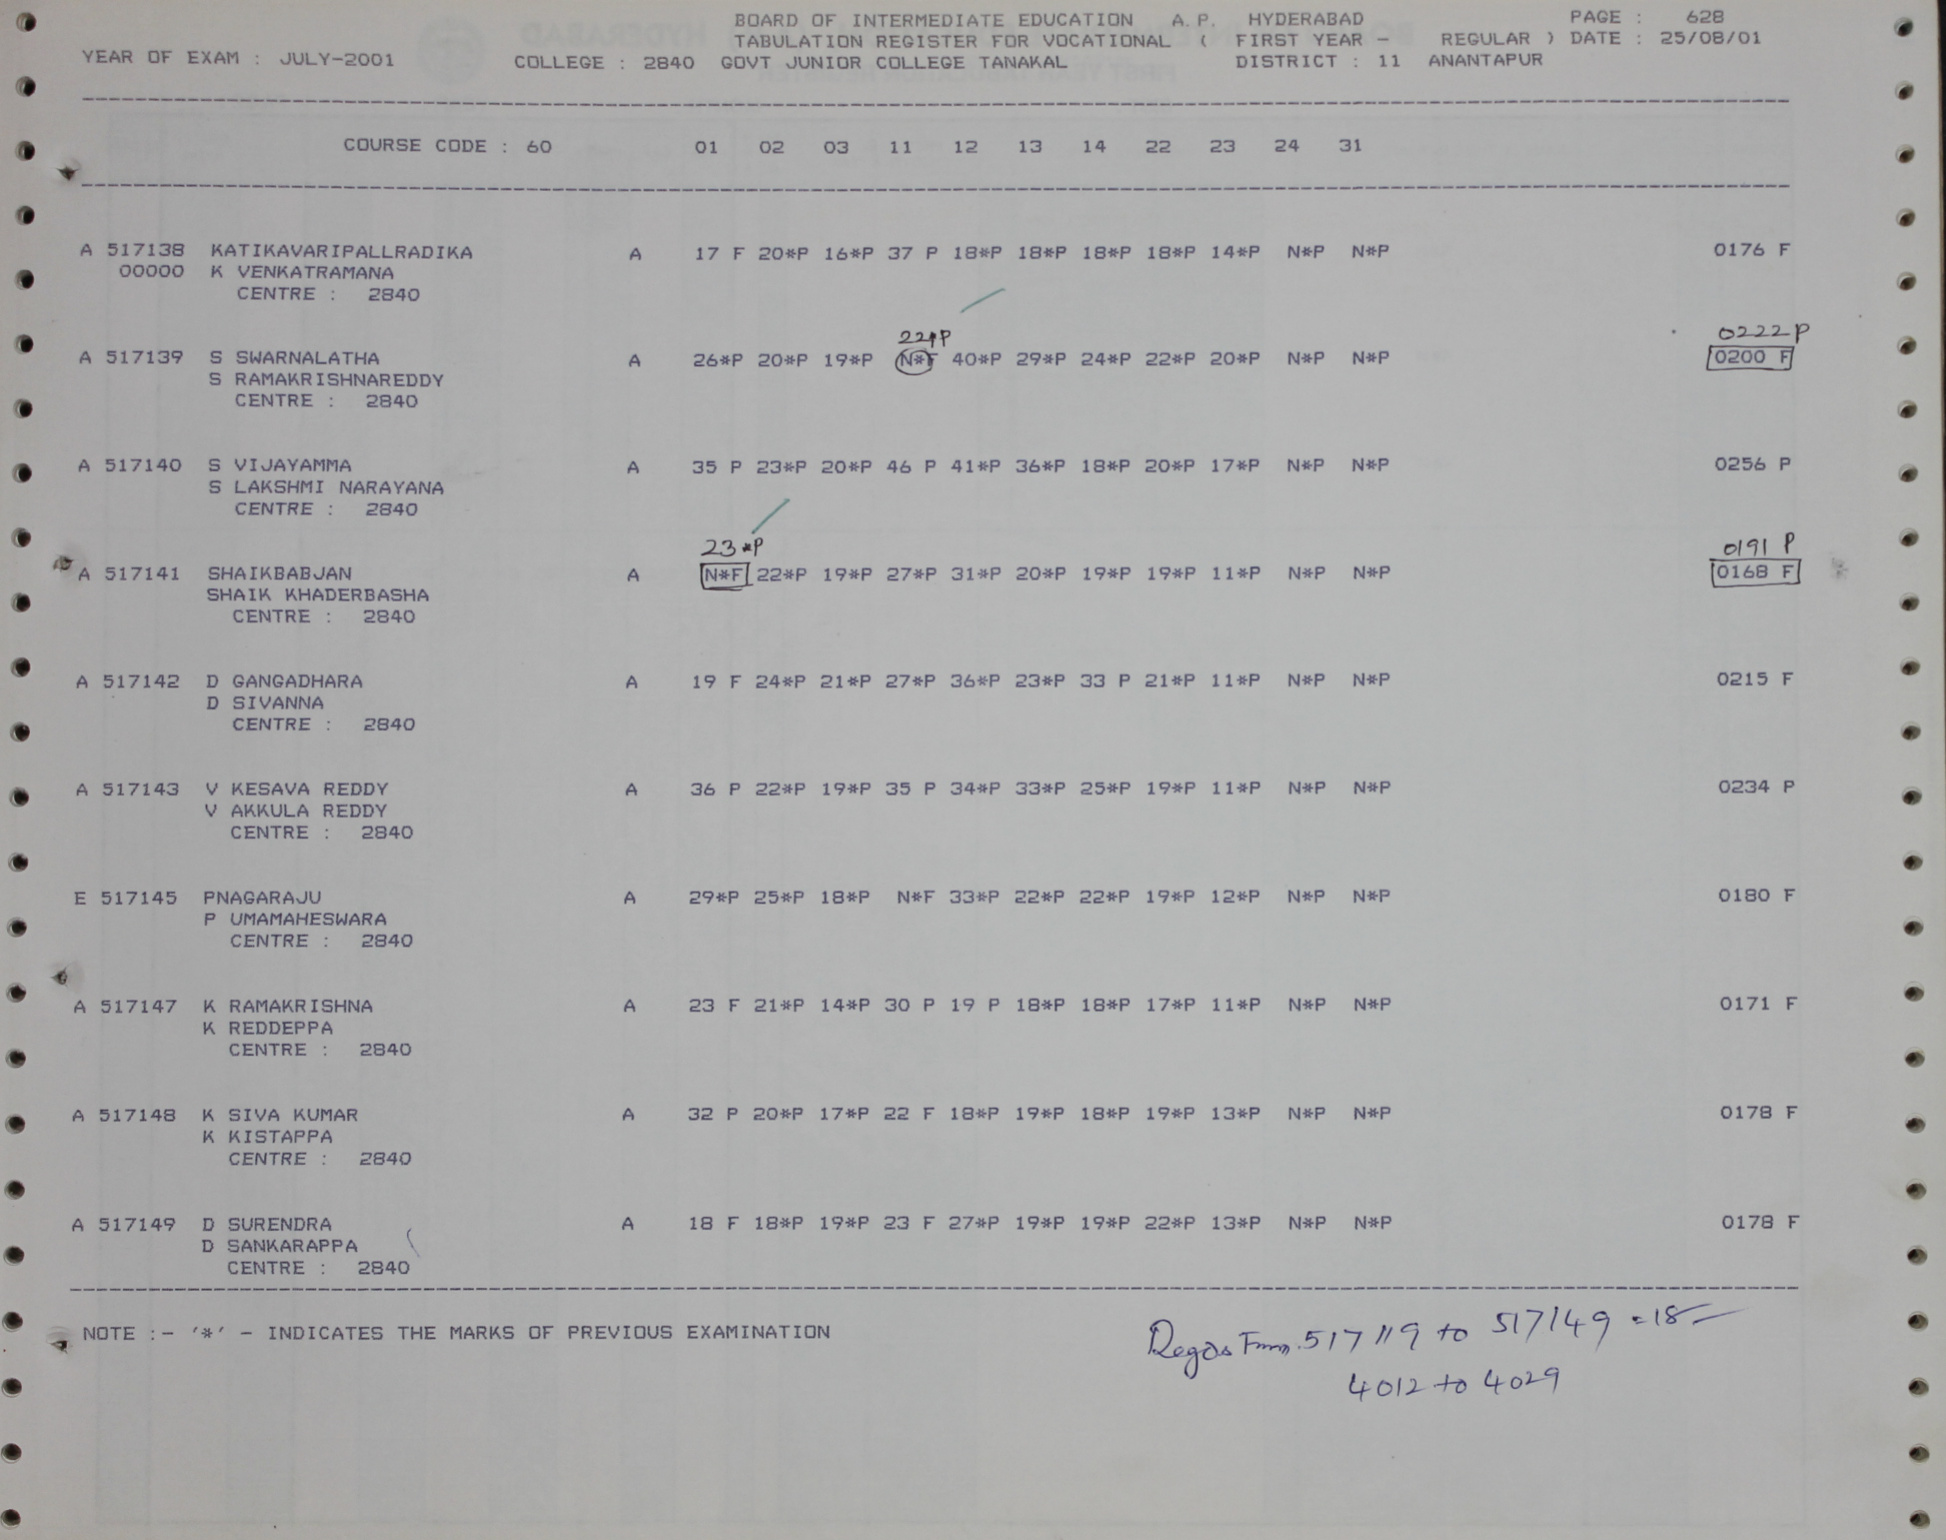 BOARD OF INTERMEDIATE EDUCATION A.P. HYDERABAD PAGE : 628
TABULATION REGISTER FOR VOCATIONAL ( FIRST YEAR - REGULAR ) DATE : 25/08/01
YEAR OF EXAM : JULY-2001 COLLEGE : 2840 GOVT JUNIOR COLLEGE TANAKAL DISTRICT : 11 ANANTAPUR
COURSE CODE : 60 01 02 03 11 12 13 14 22 23 24 31
A 517138 KATIKAVARIPALLRADIKA A 17 F 20*P 16*P 37 P 18*P 18*P 18*P 18*P 14*P N*P N*P 0176 F
00000 K VENKATRAMANA
CENTRE : 2840
22*P 0222 P
A 517139 S SWARNALATHA A 26*P 20*P 19*P N*F 40*P 29*P 24*P 22*P 20*P N*P N*P 0200 F
S RAMAKRISHNAREDDY
CENTRE : 2840
A 517140 S VIJAYAMMA A 35 P 23*P 20*P 46 P 41*P 36*P 18*P 20*P 17*P N*P N*P 0256 P
S LAKSHMI NARAYANA
CENTRE : 2840
23*P 0191 P
A 517141 SHAIKBABJAN A N*F 22*P 19*P 27*P 31*P 20*P 19*P 19*P 11*P N*P N*P 0168 F
SHAIK KHADERBASHA
CENTRE : 2840
A 517142 D GANGADHARA A 19 F 24*P 21*P 27*P 36*P 23*P 33 P 21*P 11*P N*P N*P 0215 F
D SIVANNA
CENTRE : 2840
A 517143 V KESAVA REDDY A 36 P 22*P 19*P 35 P 34*P 33*P 25*P 19*P 11*P N*P N*P 0234 P
V AKKULA REDDY
CENTRE : 2840
E 517145 PNAGARAJU A 29*P 25*P 18*P N*F 33*P 22*P 22*P 19*P 12*P N*P N*P 0180 F
P UMAMAHESWARA
CENTRE : 2840
A 517147 K RAMAKRISHNA A 23 F 21*P 14*P 30 P 19 P 18*P 18*P 17*P 11*P N*P N*P 0171 F
K REDDEPPA
CENTRE : 2840
A 517148 K SIVA KUMAR A 32 P 20*P 17*P 22 F 18*P 19*P 18*P 19*P 13*P N*P N*P 0178 F
K KISTAPPA
CENTRE : 2840
A 517149 D SURENDRA A 18 F 18*P 19*P 23 F 27*P 19*P 19*P 22*P 13*P N*P N*P 0178 F
D SANKARAPPA
CENTRE : 2840
NOTE :- '*' - INDICATES THE MARKS OF PREVIOUS EXAMINATION
517119 to 517149 = 18
4012 to 4029